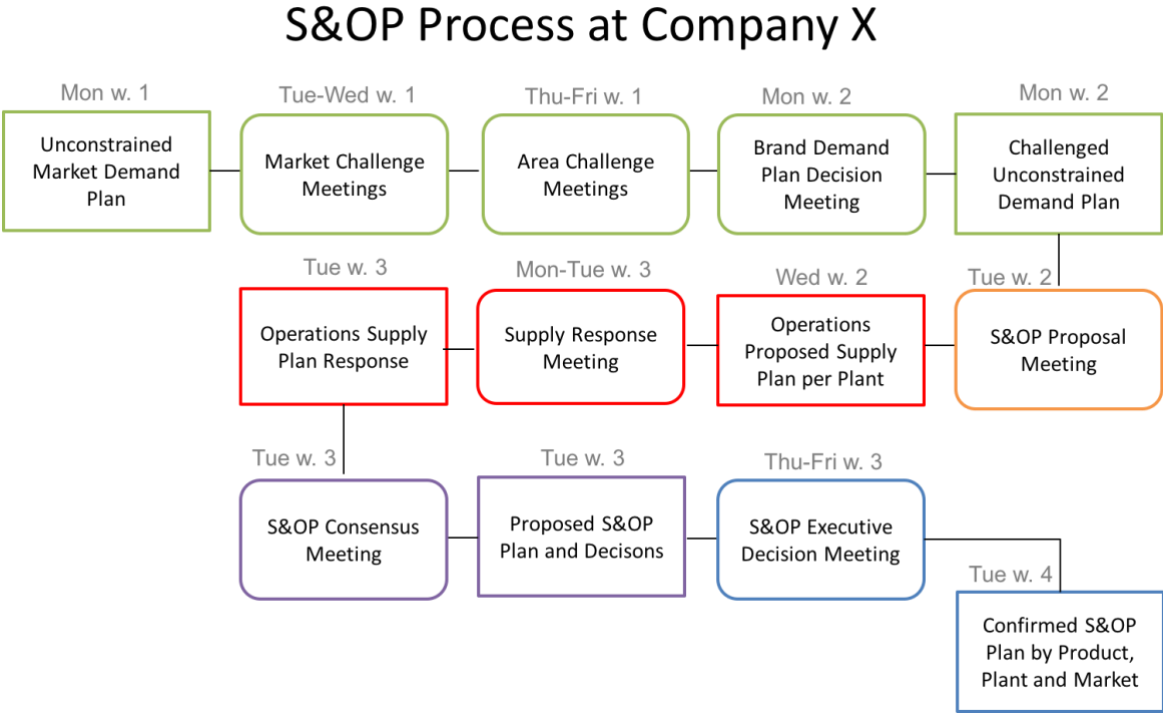 S&OP Process at Company X
Mon w. 1
Unconstrained
Market Demand
Plan
Tue-Wed w. 1
Market Challenge
Meetings
Thu-Fri w. 1
Area Challenge
Meetings
Mon w. 2
Brand Demand
Plan Decision
Meeting
Mon w. 2
Challenged
Unconstrained
Demand Plan
Tue w. 2
S&OP Proposal
Meeting
Wed w. 2
Operations
Proposed Supply
Plan per Plant
Mon-Tue w. 3
Supply Response
Meeting
Tue w. 3
Operations Supply
Plan Response
Tue w. 3
S&OP Consensus
Meeting
Tue w. 3
Proposed S&OP
Plan and Decisons
Thu-Fri w. 3
S&OP Executive
Decision Meeting
Tue w. 4
Confirmed S&OP
Plan by Product,
Plant and Market